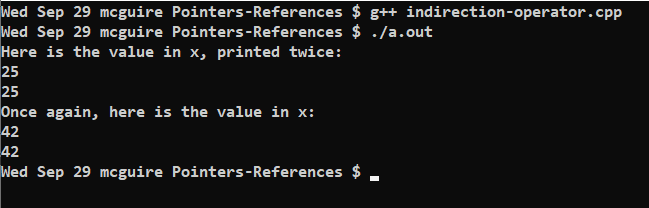 Wed Sep 29 mcguire Pointers-References $ g++ indirection-operator.cpp
Wed Sep 29 mcguire Pointers-References $ ./a.out
Here is the value in x, printed twice:
25
25
Once again, here is the value in x:
42
42
Wed Sep 29 mcguire Pointers-References $